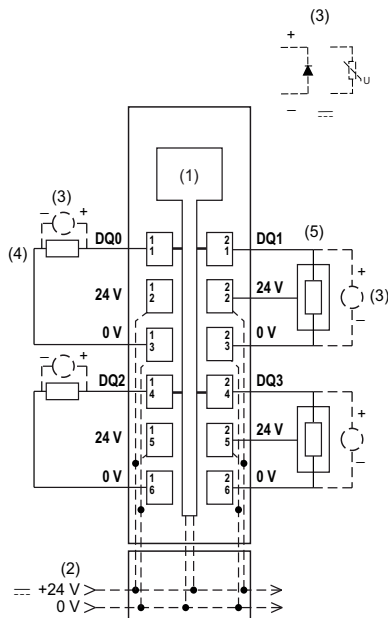 (3)
+
U
−
(1)
(3)
− +
(4)
DQ0
1 1
2 1
DQ1
(5)
+
24 V
1 2
2 2
24 V
(3)
0 V
1 3
2 3
0 V
−
− +
DQ2
1 4
2 4
DQ3
+
24 V
1 5
2 5
24 V
0 V
1 6
2 6
0 V
−
(2)
+24 V
0 V